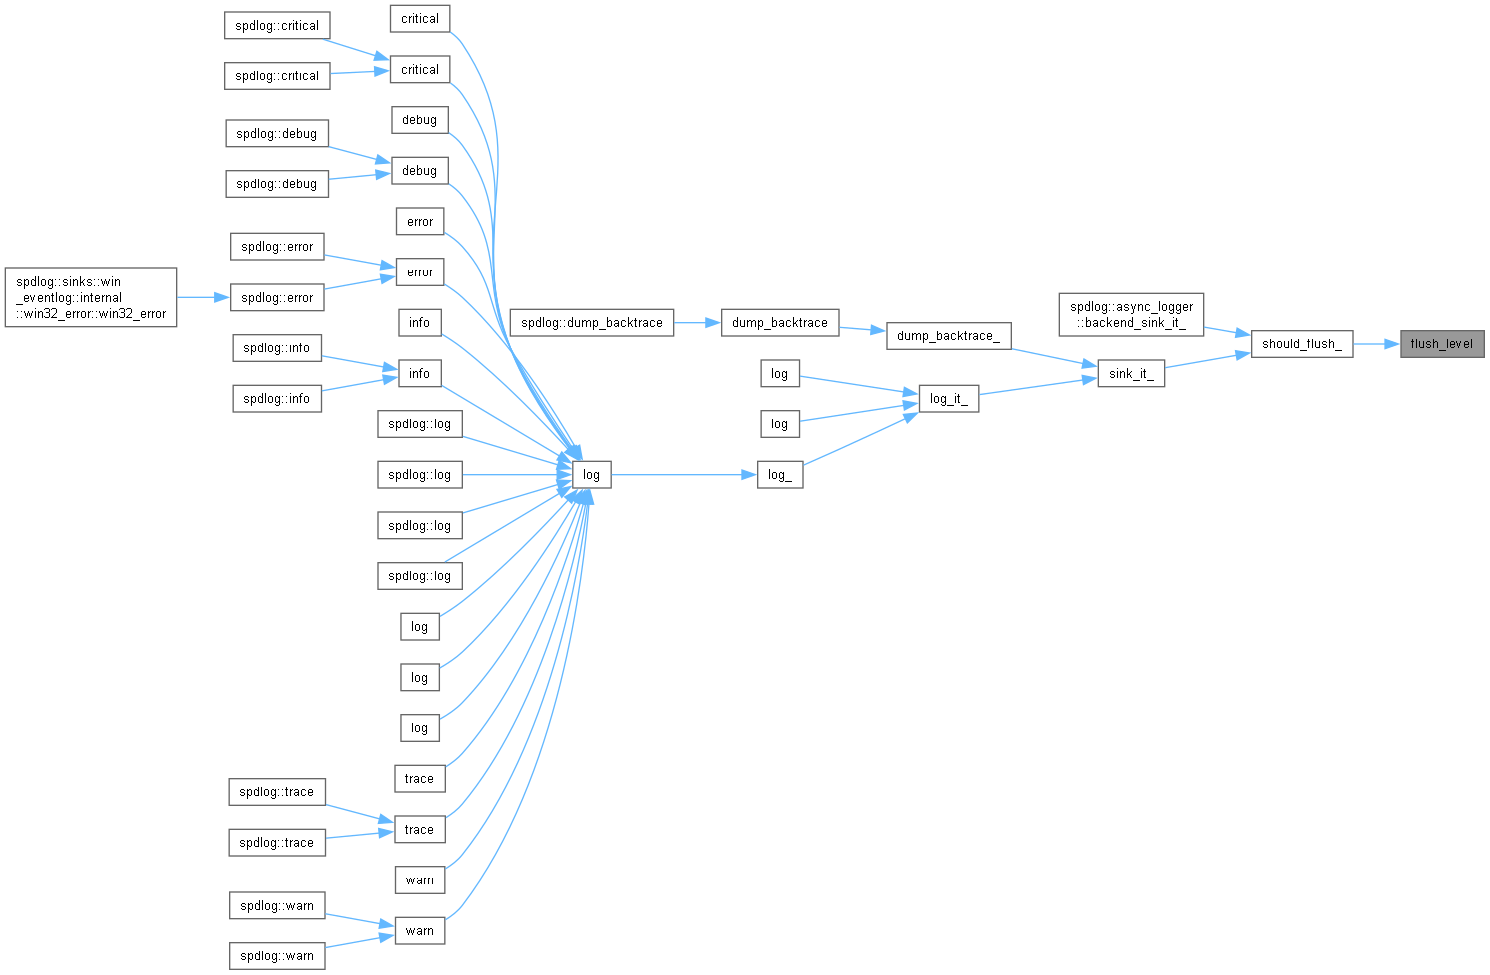 critical
spdlog::critical
critical
spdlog::critical
debug
spdlog::debug
debug
spdlog::debug
error
spdlog::error
error
spdlog::sinks::win
_eventlog::internal
::win32_error::win32_error
spdlog::error
info
spdlog::info
info
spdlog::info
spdlog::log
spdlog::log
spdlog::log
spdlog::log
log
log
log
trace
spdlog::trace
trace
spdlog::trace
warn
spdlog::warn
warn
spdlog::warn
log
spdlog::dump_backtrace
dump_backtrace
log
log
log_
dump_backtrace_
log_it_
spdlog::async_logger
::backend_sink_it_
sink_it_
should_flush_
flush_level